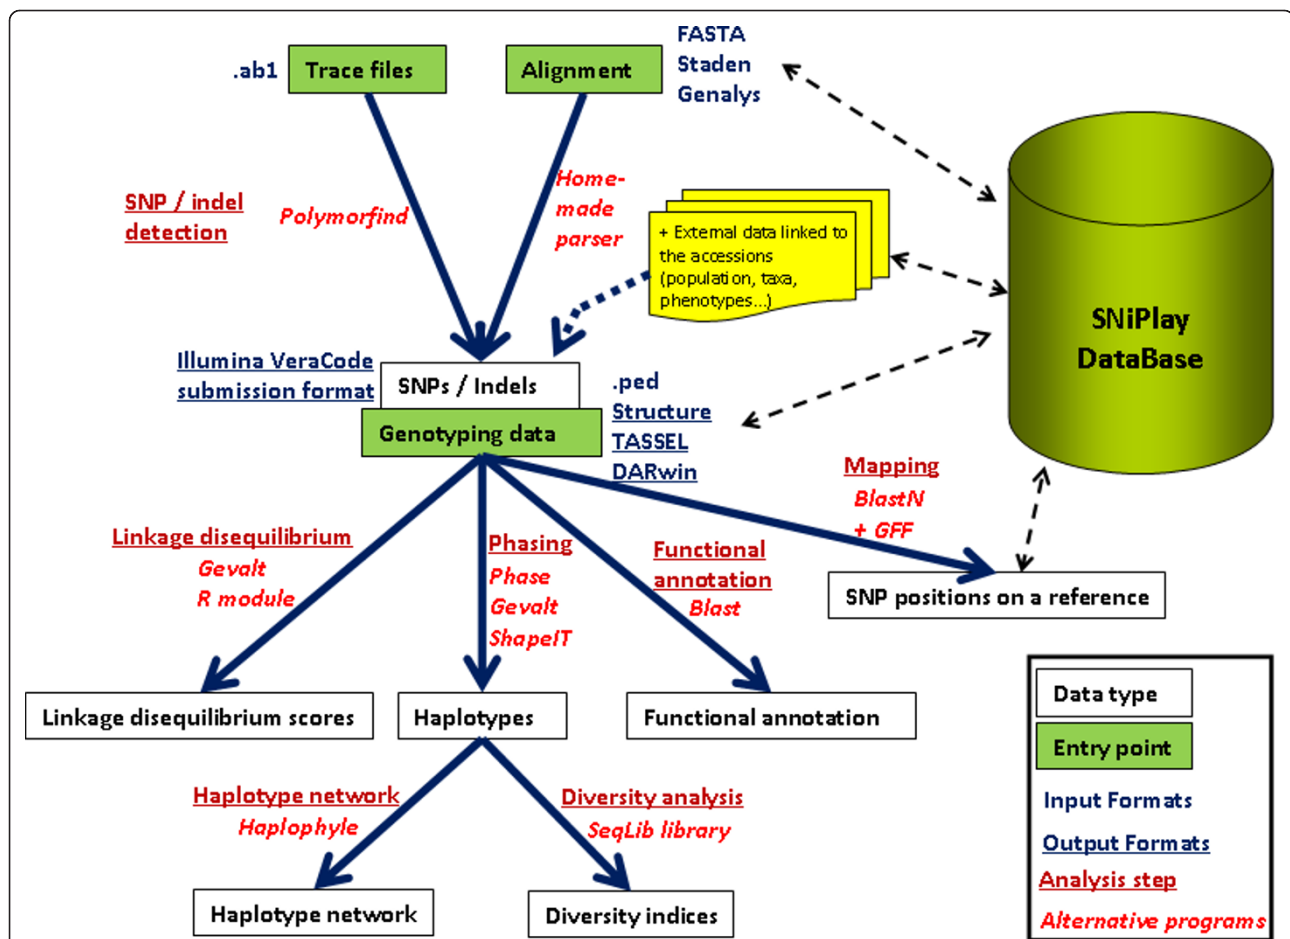 .ab1
Trace files
Alignment
FASTA
Staden
Genalys
SNP / indel
detection
Polymorfind
Home-
made
parser
+ External data linked to
the accessions
(population, taxa,
phenotypes...)
SNiPlay
DataBase
Illumina VeraCode
submission format
SNPs / Indels
Genotyping data
.ped
Structure
TASSEL
DARwin
Mapping
BlastN
+ GFF
Linkage disequilibrium
Gevalt
R module
Phasing
Phase
Gevalt
ShapeIT
Functional
annotation
Blast
SNP positions on a reference
Linkage disequilibrium scores
Haplotypes
Functional annotation
Haplotype network
Haplophyle
Diversity analysis
SeqLib library
Haplotype network
Diversity indices
Data type
Entry point
Input Formats
Output Formats
Analysis step
Alternative programs